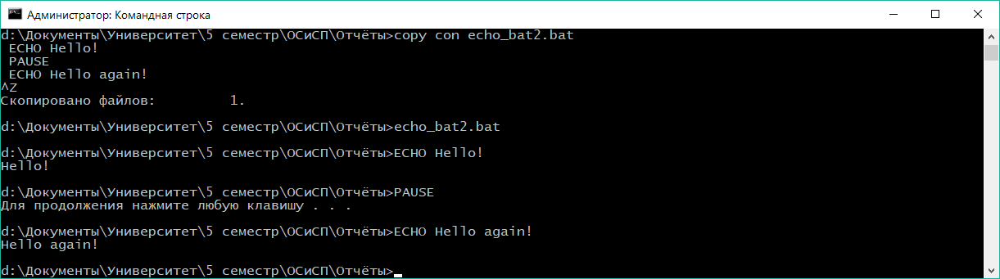 Администратор: Командная строка
d:\Документы\Университет\5 семестр\ОСиСП\Отчёты>copy con echo_bat2.bat
 ECHO Hello!
 PAUSE
 ECHO Hello again!
^Z
Скопировано файлов:         1.
d:\Документы\Университет\5 семестр\ОСиСП\Отчёты>echo_bat2.bat
d:\Документы\Университет\5 семестр\ОСиСП\Отчёты>ECHO Hello!
Hello!
d:\Документы\Университет\5 семестр\ОСиСП\Отчёты>PAUSE
Для продолжения нажмите любую клавишу . . .
d:\Документы\Университет\5 семестр\ОСиСП\Отчёты>ECHO Hello again!
Hello again!
d:\Документы\Университет\5 семестр\ОСиСП\Отчёты>